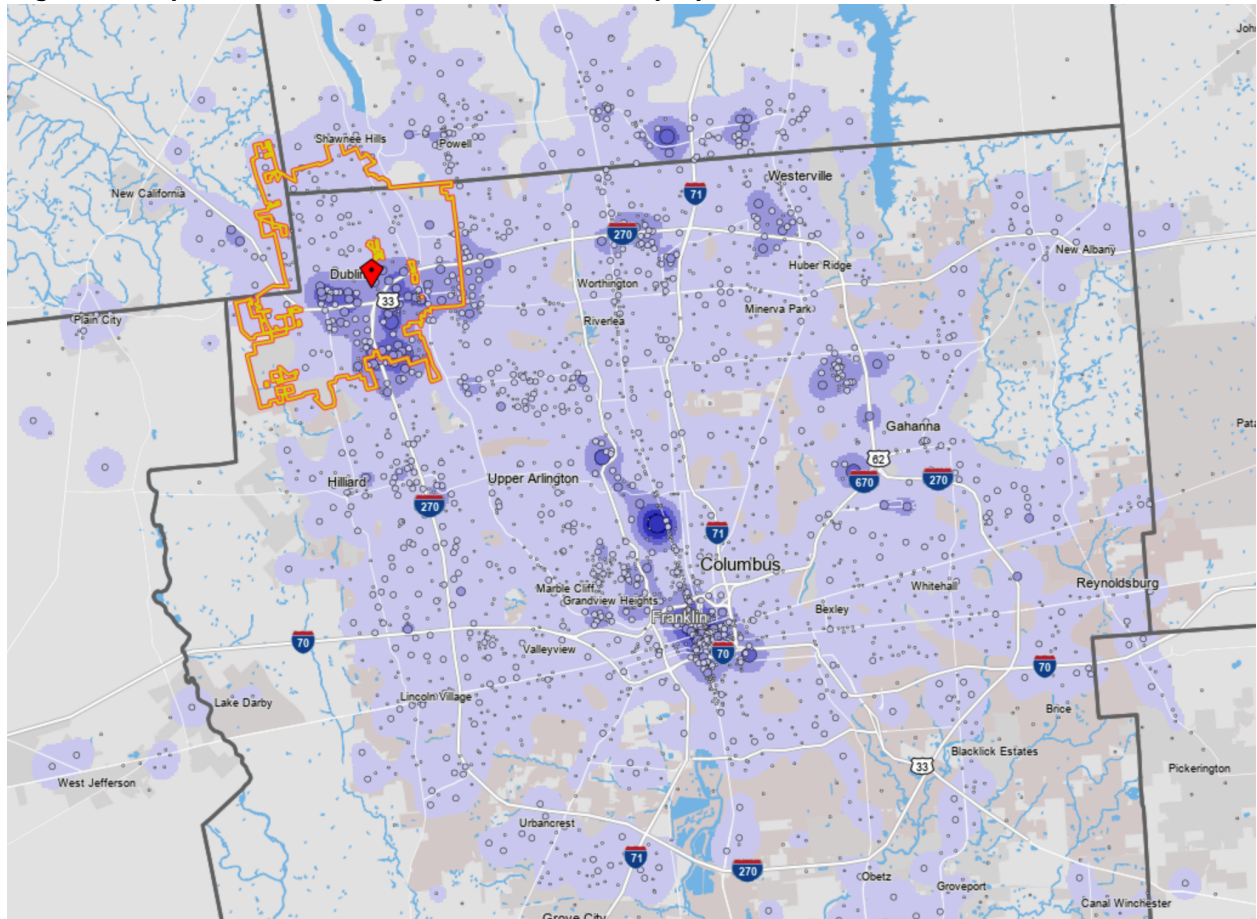 Shawnee Hills
Powell
New California
71
Westerville
270
New Albany
Dublin
Huber Ridge
33
Worthington
Minerva Park
Plain City
Riverlea
Gahanna
62
Hilliard
Upper Arlington
670
270
270
71
Columbus
Marble Cliff
Whitehall
Reynoldsburg
Grandview Heights
Bexley
Franklin
70
70
Valleyview
70
Lincoln Village
Lake Darby
Brice
Blacklick Estates
33
Pickerington
West Jefferson
Urbancrest
71
270
Obetz
Groveport
Canal Winchester
Grove City